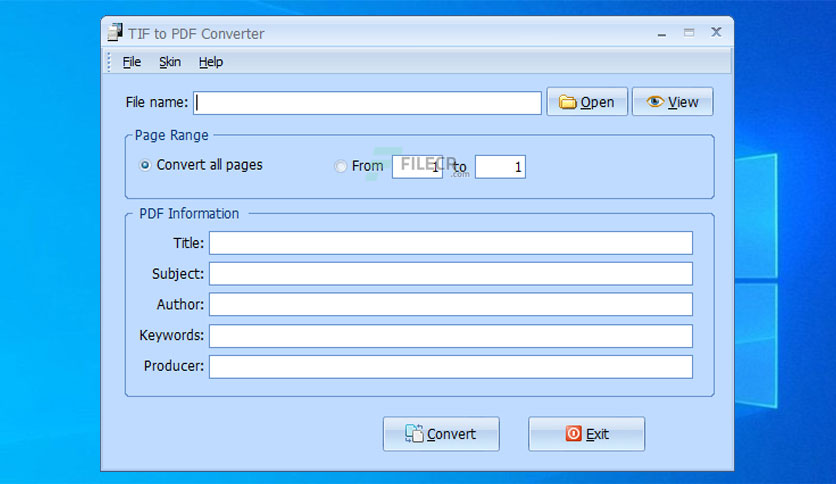 TIF to PDF Converter
File Skin Help
File name: Open View
Page Range
Convert all pages From 1 to 1
FILECR
.com
PDF Information
Title:
Subject:
Author:
Keywords:
Producer:
Convert Exit